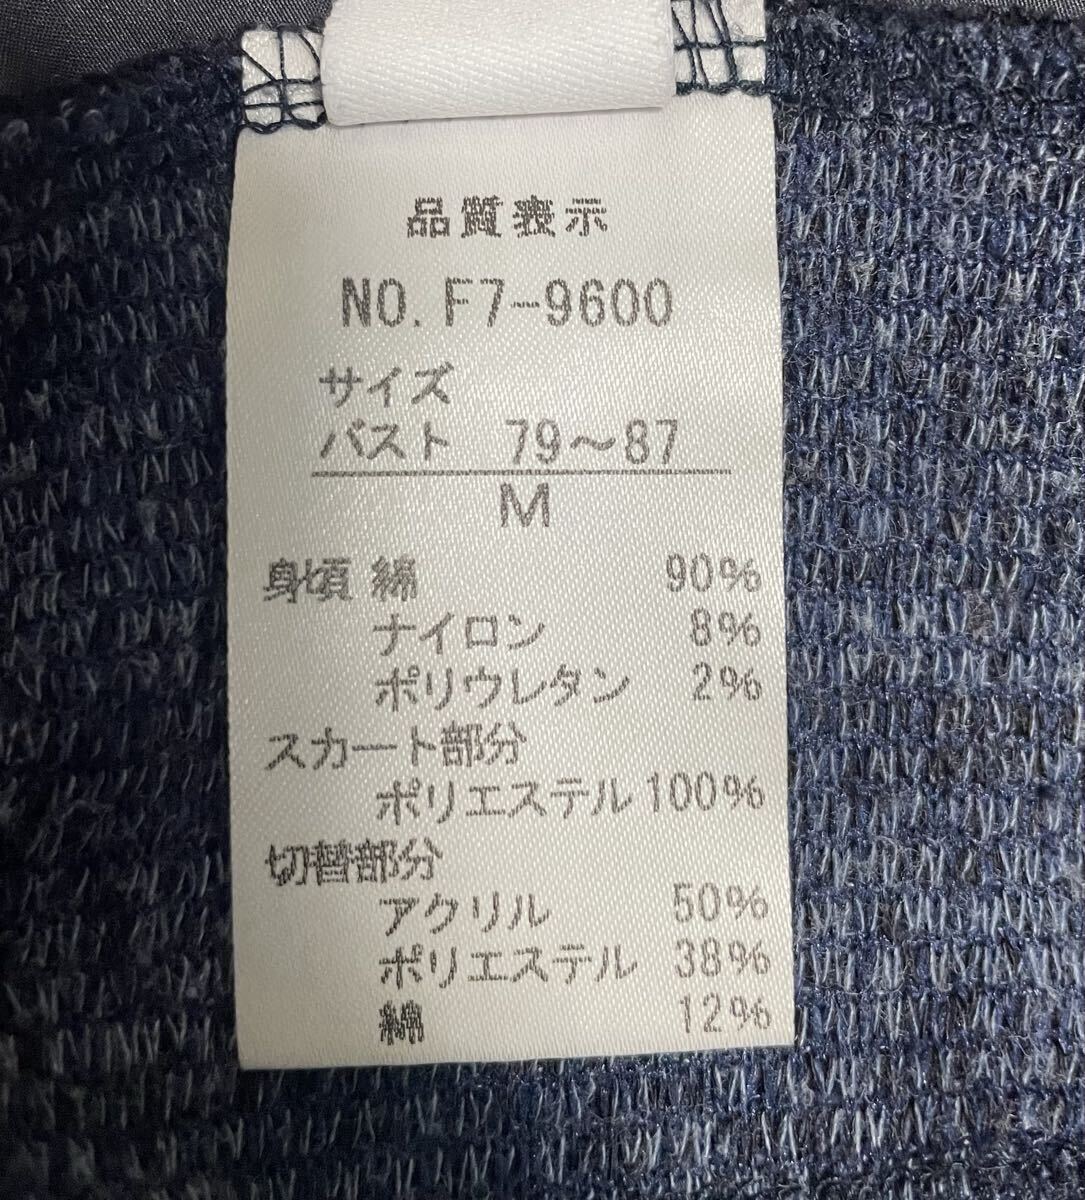 品質表示
NO. F7-9600
サイズ
バスト 79～87
M
身頃 綿 90%
ナイロン 8%
ポリウレタン 2%
スカート部分
ポリエステル 100%
切替部分
アクリル 50%
ポリエステル 38%
綿 12%